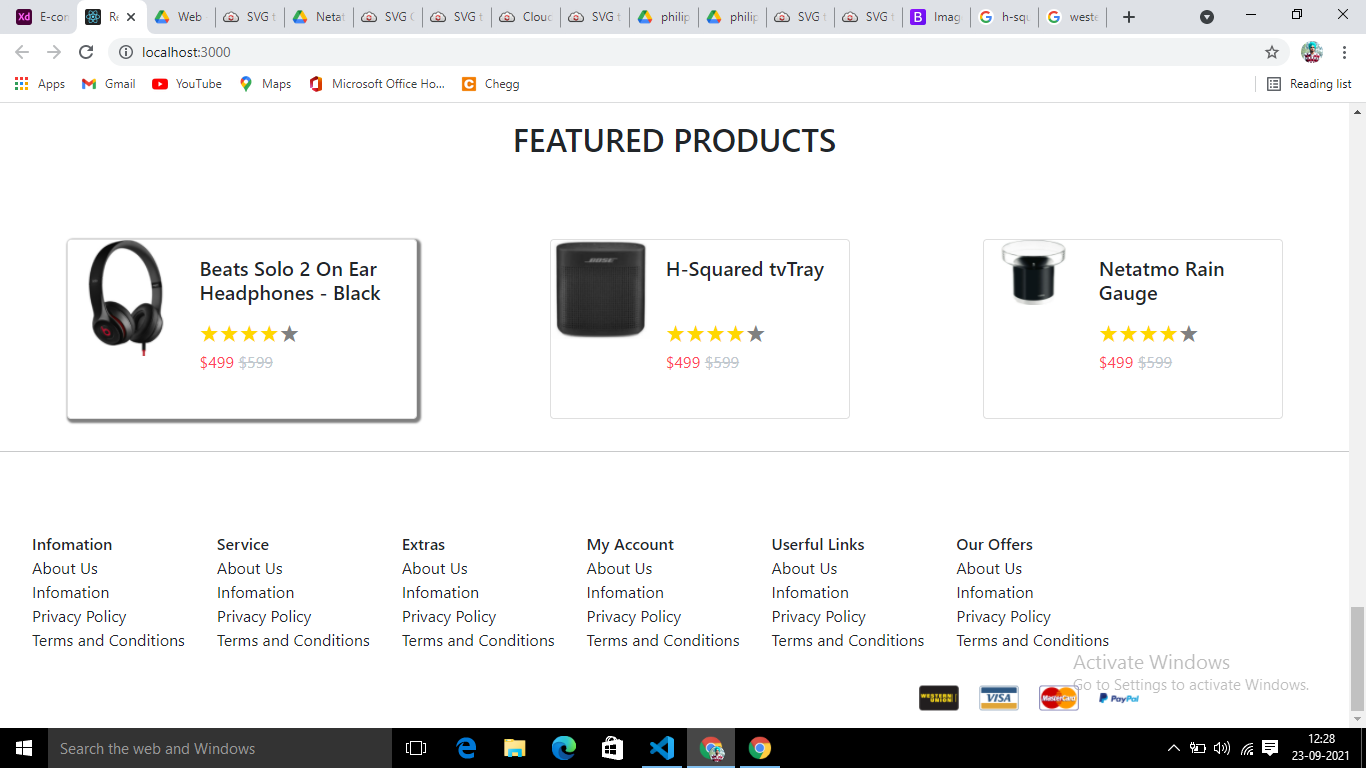 E-con
Re
Web
SVG t
Netat
SVG C
SVG t
Clouc
SVG t
philip
philip
SVG t
SVG t
Imag
h-squ
weste
localhost:3000
Apps
Gmail
YouTube
Maps
Microsoft Office Ho...
Chegg
Reading list
FEATURED PRODUCTS
Beats Solo 2 On Ear
Headphones - Black
$499 $599
BOSE
H-Squared tvTray
$499 $599
Netatmo Rain
Gauge
$499 $599
Infomation
About Us
Infomation
Privacy Policy
Terms and Conditions
Service
About Us
Infomation
Privacy Policy
Terms and Conditions
Extras
About Us
Infomation
Privacy Policy
Terms and Conditions
My Account
About Us
Infomation
Privacy Policy
Terms and Conditions
Userful Links
About Us
Infomation
Privacy Policy
Terms and Conditions
Our Offers
About Us
Infomation
Privacy Policy
Terms and Conditions
WESTERN
UNION
VISA
MasterCard
PayPal
Activate Windows
Go to Settings to activate Windows.
Search the web and Windows
12:28
23-09-2021